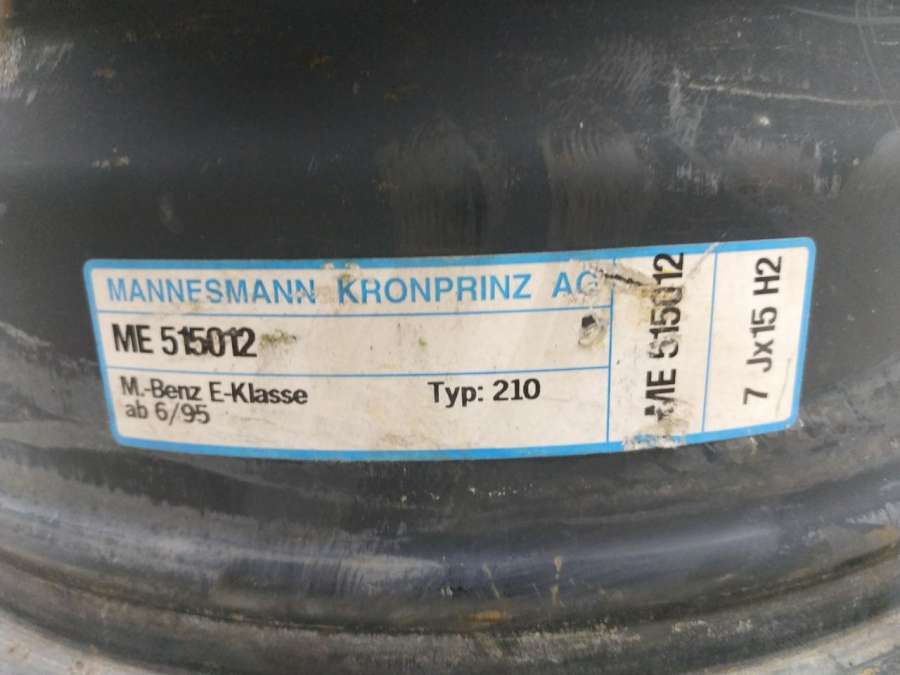 MANNESMANN KRONPRINZ AG
ME 515012
M.-Benz E-Klasse Typ: 210
ab 6/95
ME 515012
7 Jx15 H2